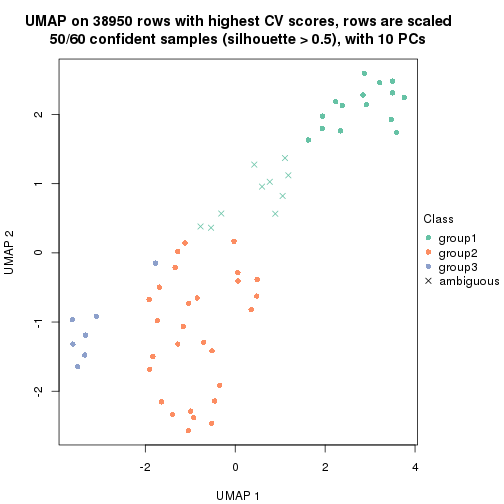 UMAP on 38950 rows with highest CV scores, rows are scaled
50/60 confident samples (silhouette > 0.5), with 10 PCs
UMAP 2
2
1
0
-1
-2
-2
0
2
4
UMAP 1
Class
group1
group2
group3
ambiguous